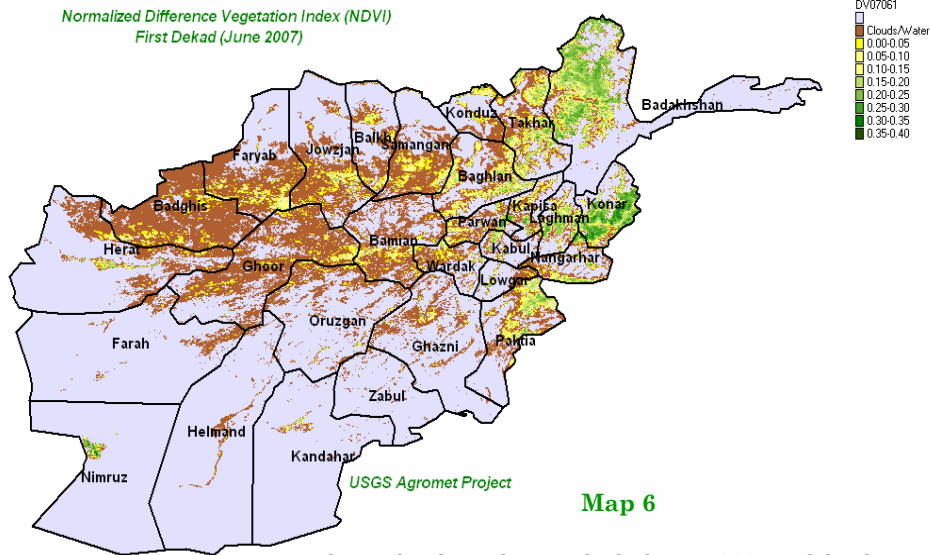 Normalized Difference Vegetation Index (NDVI)
First Dekad (June 2007)
DV07061
Clouds/Water
0.00-0.05
0.05-0.10
0.10-0.15
0.15-0.20
0.20-0.25
0.25-0.30
0.30-0.35
0.35-0.40
Badakhshan
Konduz
Takhar
Balkh
Samangan
Jowzjan
Faryab
Baghlan
Badghis
Kapisa
Konar
Laghman
Parwan
Bamian
Kabul
Herat
Nangarhar
Ghoor
Wardak
Lowgar
Oruzgan
Farah
Ghazni
Paktia
Zabul
Helmand
Kandahar
Nimruz
USGS Agromet Project
Map 6